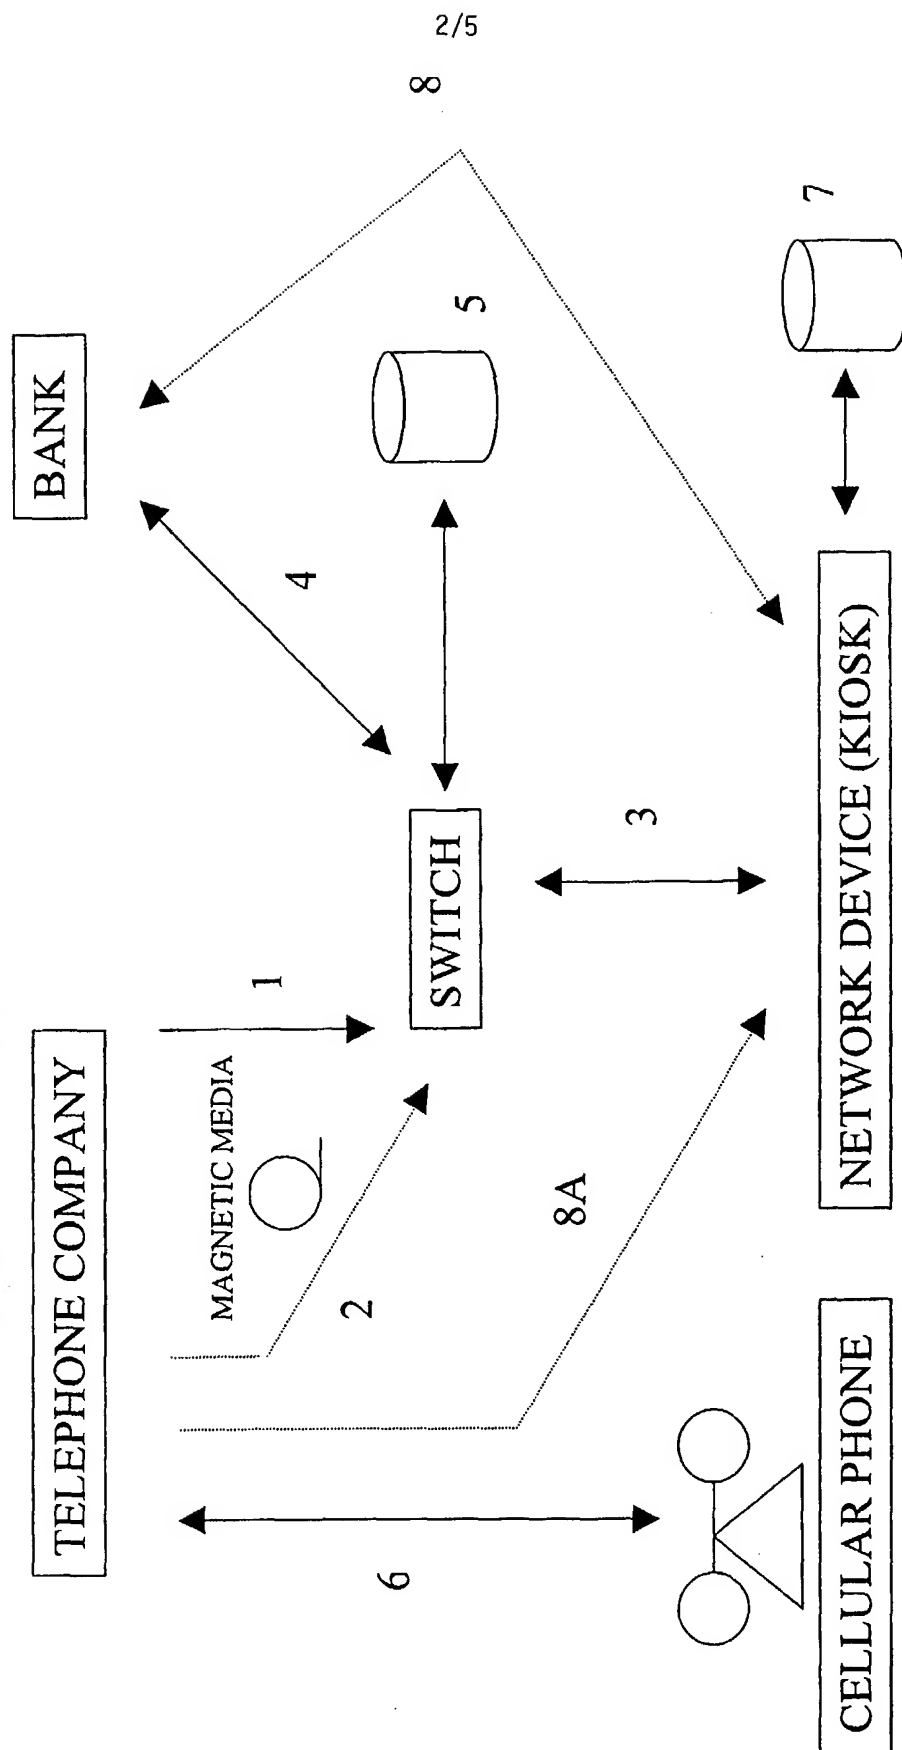 2/5
TELEPHONE COMPANY
BANK
MAGNETIC MEDIA
1
2
4
8
SWITCH
5
6
8A
3
CELLULAR PHONE
NETWORK DEVICE (KIOSK)
7